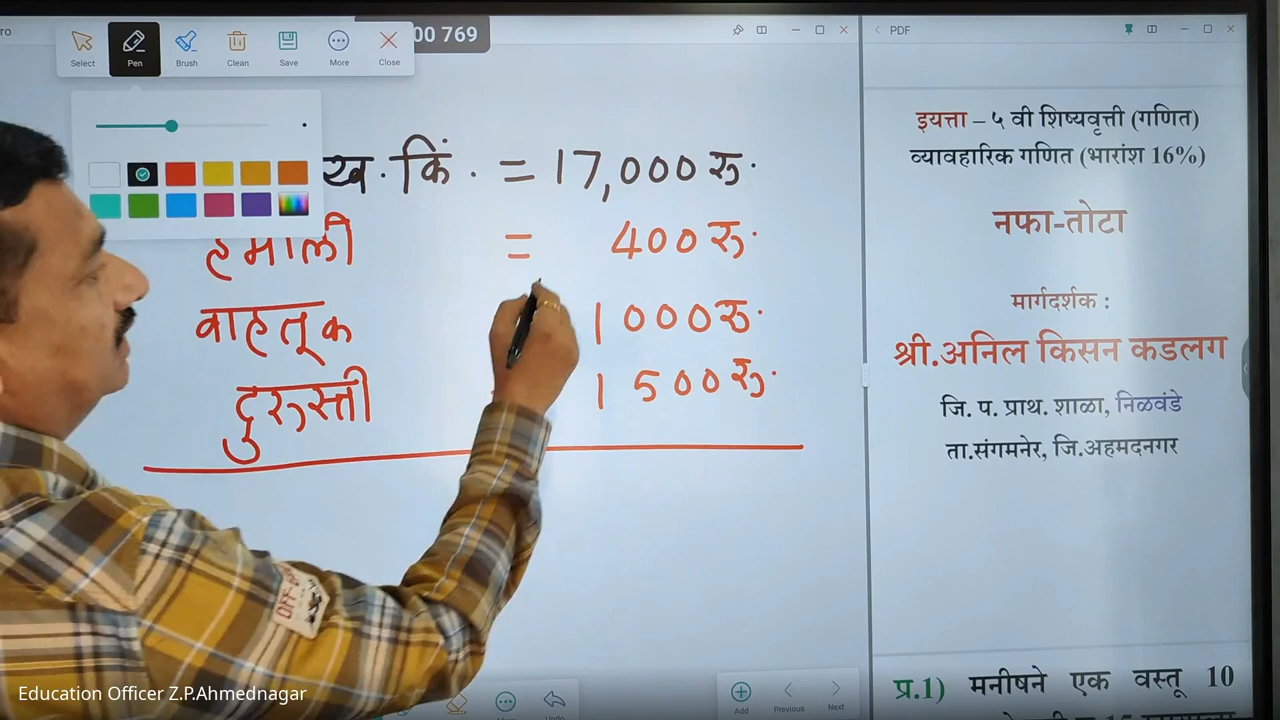 00 769
Select Pen Brush Clean Save More Close
ख. किं. = 17,000 रु.
हमाली = 400 रु.
वाहतूक 1000 रु.
दुरुस्ती 1500 रु.
Add Previous Next
Undo
PDF
इयत्ता – ५ वी शिष्यवृत्ती (गणित)
व्यावहारिक गणित (भारांश 16%)
नफा-तोटा
मार्गदर्शक :
श्री.अनिल किसन कडलग
जि. प. प्राथ. शाळा, निळवंडे
ता.संगमनेर, जि.अहमदनगर
प्र.1) मनीषने एक वस्तू 10
Education Officer Z.P.Ahmednagar